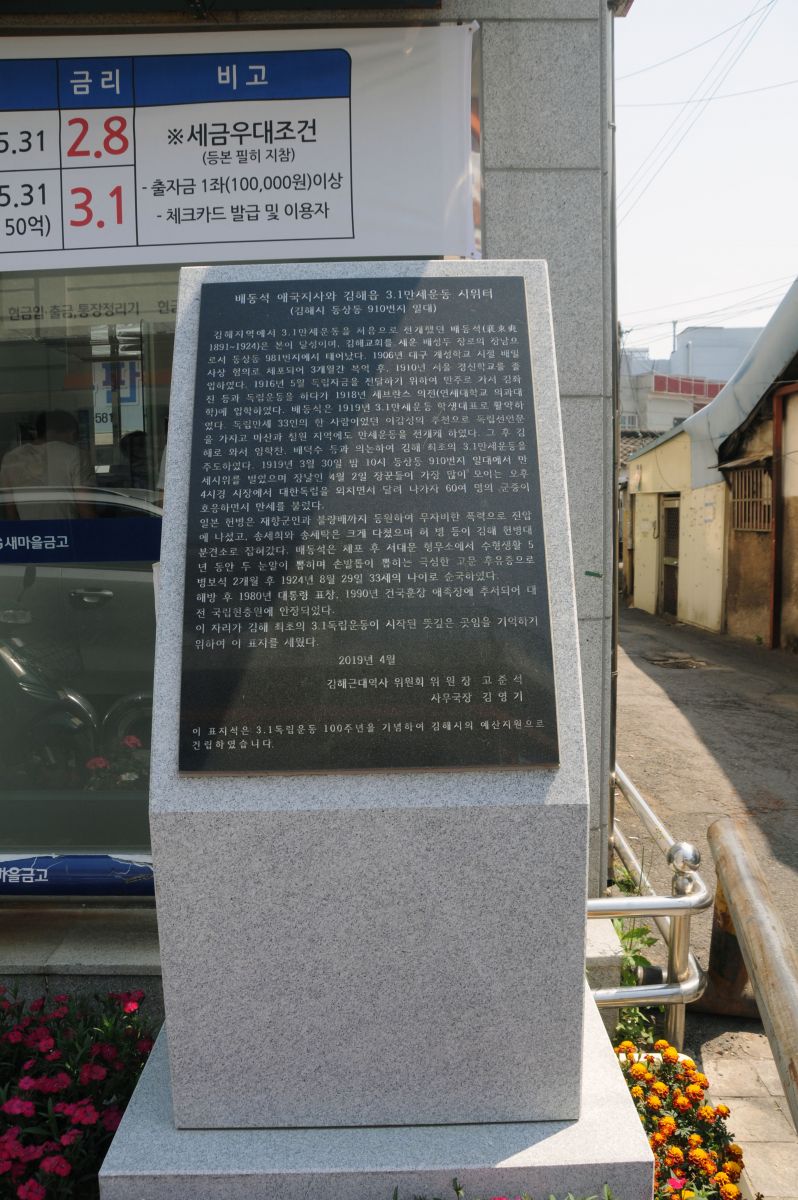 금리
비고
5.31
2.8
※세금우대조건
(등본 필히 지참)
5.31
50억)
3.1
- 출자금 1좌(100,000원)이상
- 체크카드 발급 및 이용자
현금입·출금,통장정리기
현금
581
새마을금고
마을금고
배동석 애국지사와 김해읍 3.1만세운동 시위터
(김해시 동상동 910번지 일대)
김해지역에서 3.1만세운동을 처음으로 전개했던 배동석(裵東奭
1891~1924)은 본이 달성이며, 김해교회를 세운 배성두 장로의 장남으
로서 동상동 981번지에서 태어났다. 1906년 대구 계성학교 시절 배일
사상 혐의로 체포되어 3개월간 복역 후, 1910년 서울 경신학교를 졸
업하였다. 1916년 5월 독립자금을 전달하기 위하여 만주로 가서 김좌
진 등과 독립운동을 하다가 1918년 세브란스 의전(연세대학교 의과대
학)에 입학하였다. 배동석은 1919년 3.1만세운동 학생대표로 활약하
였다. 독립만세 33인의 한 사람이었던 이갑성의 추천으로 독립선언문
을 가지고 마산과 칠원 지역에도 만세운동을 전개케 하였다. 그 후 김
해로 와서 임학찬, 배덕수 등과 의논하여 김해 최초의 3.1만세운동을
주도하였다. 1919년 3월 30일 밤 10시 동상동 910번지 일대에서 만
세시위를 벌였으며 장날인 4월 2일 장꾼들이 가장 많이 모이는 오후
4시경 시장에서 대한독립을 외치면서 달려 나가자 60여 명의 군중이
호응하면서 만세를 불렀다.
일본 헌병은 재향군인과 불량배까지 동원하여 무자비한 폭력으로 진압
에 나섰고, 송세희와 송세탁은 크게 다쳤으며 허 병 등이 김해 헌병대
분견소로 잡혀갔다. 배동석은 체포 후 서대문 형무소에서 수형생활 5
년 동안 두 눈알이 뽑히며 손발톱이 뽑히는 극심한 고문 후유증으로
병보석 2개월 후 1924년 8월 29일 33세의 나이로 순국하였다.
해방 후 1980년 대통령 표창, 1990년 건국훈장 애족장에 추서되어 대
전 국립현충원에 안장되었다.
이 자리가 김해 최초의 3.1독립운동이 시작된 뜻깊은 곳임을 기억하기
위하여 이 표지를 세웠다.
2019년 4월
김해근대역사 위원회 위 원 장 고 준 석
사무국장 김 영 기
이 표지석은 3.1독립운동 100주년을 기념하여 김해시의 예산지원으로
건립하였습니다.